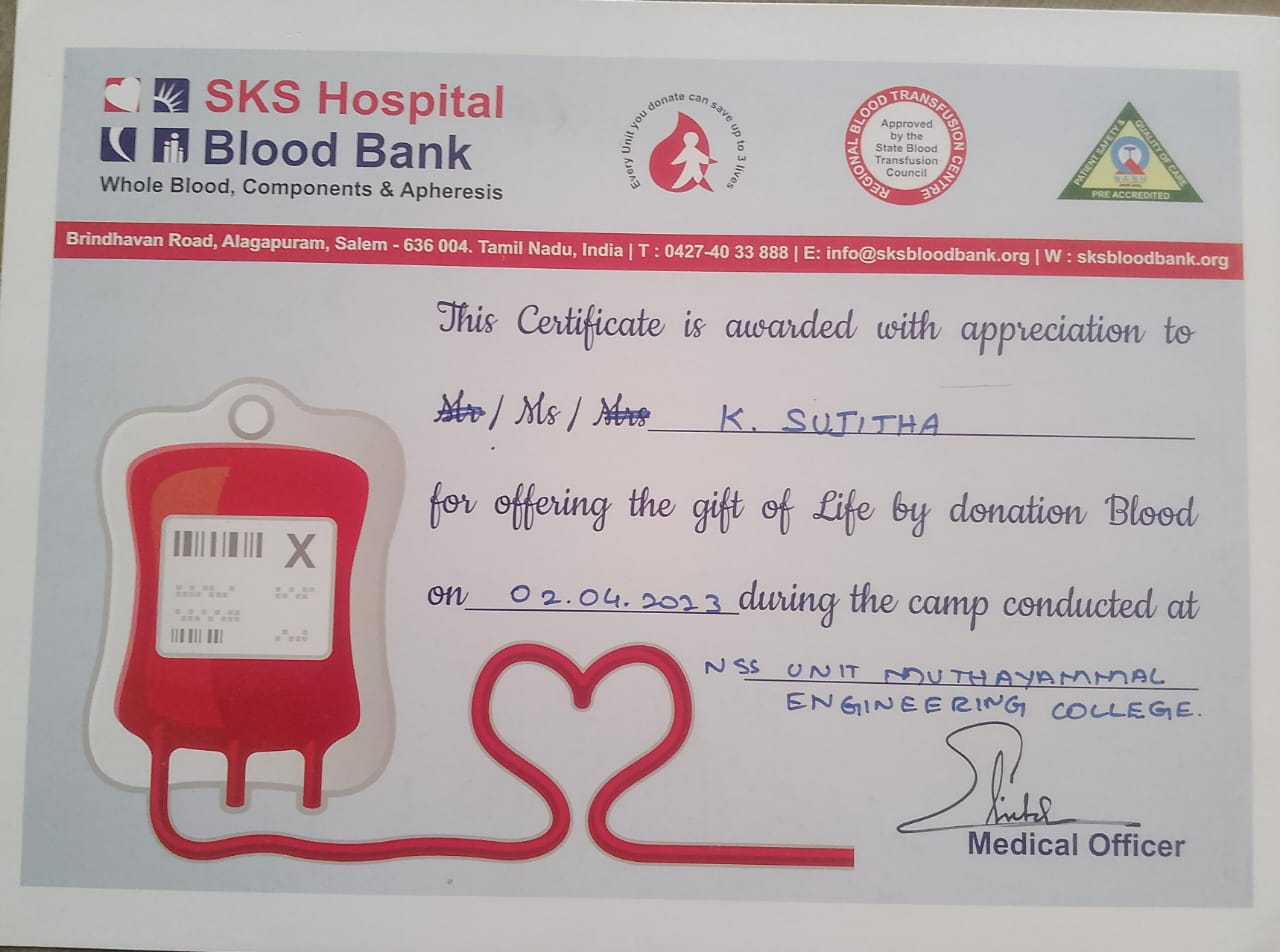 SKS Hospital
Blood Bank
Whole Blood, Components & Apheresis
Every Unit you donate can save up to 3 lives
REGIONAL BLOOD TRANSFUSION CENTRE
Approved
by the
State Blood
Transfusion
Council
PATIENT SAFETY & QUALITY OF CARE
NABH
PRE ACCREDITED
Brindhavan Road, Alagapuram, Salem - 636 004. Tamil Nadu, India | T : 0427-40 33 888 | E: info@sksbloodbank.org | W : sksbloodbank.org
This Certificate is awarded with appreciation to
Mr / Ms / Mrs K. SUJITHA
for offering the gift of Life by donation Blood
on 02.04.2023 during the camp conducted at
NSS UNIT MUTHAYAMMAL
ENGINEERING COLLEGE.
X
Medical Officer